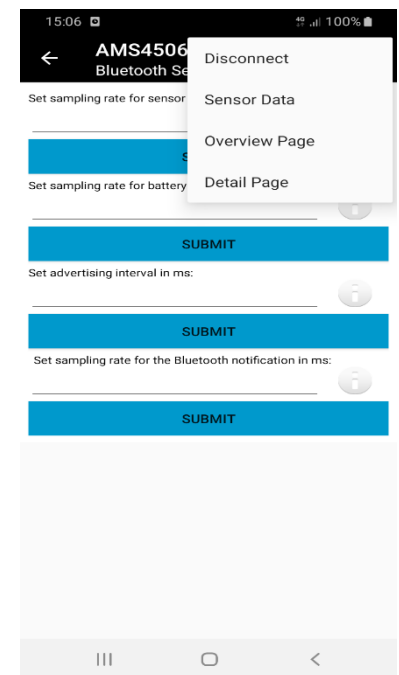 15:06
4G 100%
AMS4506
Bluetooth Se
Disconnect
Sensor Data
Overview Page
Detail Page
Set sampling rate for sensor
S
Set sampling rate for battery
SUBMIT
Set advertising interval in ms:
SUBMIT
Set sampling rate for the Bluetooth notification in ms:
SUBMIT